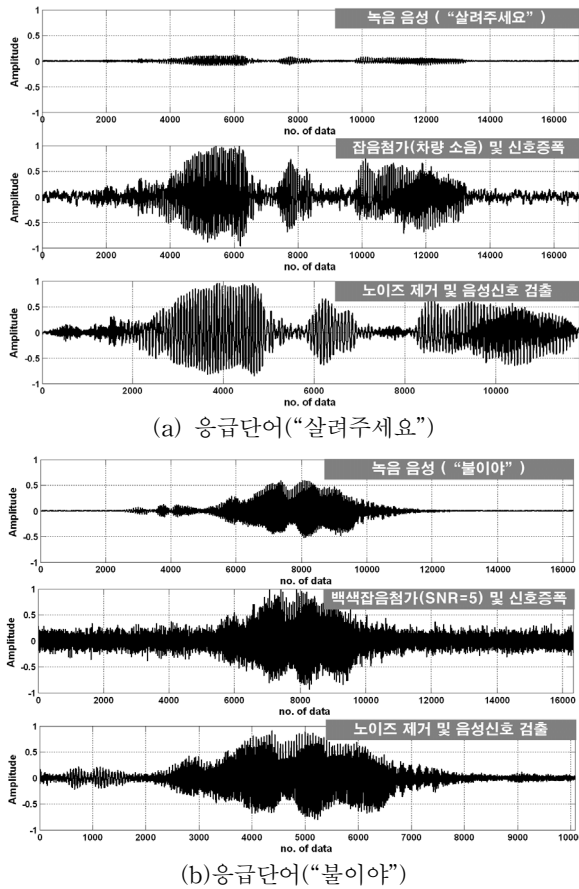 녹음 음성 ( “살려주세요” )
Amplitude
1
0.5
0
-0.5
-1
0 2000 4000 6000 8000 10000 12000 14000 16000
no. of data
잡음첨가(차량 소음) 및 신호증폭
Amplitude
1
0.5
0
-0.5
-1
0 2000 4000 6000 8000 10000 12000 14000 16000
no. of data
노이즈 제거 및 음성신호 검출
Amplitude
1
0.5
0
-0.5
-1
0 2000 4000 6000 8000 10000
no. of data
(a) 응급단어(“살려주세요”)
녹음 음성 ( “불이야” )
Amplitude
1
0.5
0
-0.5
-1
0 2000 4000 6000 8000 10000 12000 14000 16000
no. of data
백색잡음첨가(SNR=5) 및 신호증폭
Amplitude
1
0.5
0
-0.5
-1
0 2000 4000 6000 8000 10000 12000 14000 16000
no. of data
노이즈 제거 및 음성신호 검출
Amplitude
1
0.5
0
-0.5
-1
0 1000 2000 3000 4000 5000 6000 7000 8000 9000 10000
no. of data
(b)응급단어(“불이야”)